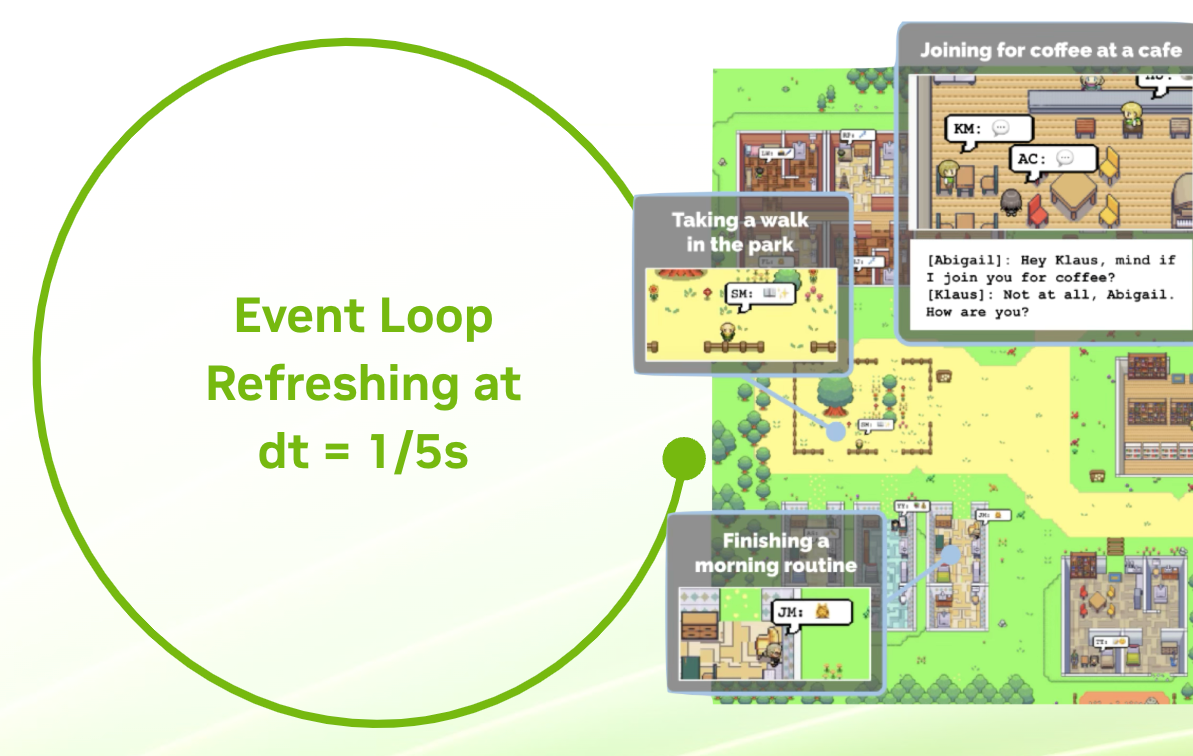 Event Loop
Refreshing at
dt = 1/5s
Joining for coffee at a cafe
KM:
AC:
[Abigail]: Hey Klaus, mind if
I join you for coffee?
[Klaus]: Not at all, Abigail.
How are you?
Taking a walk
in the park
SM:
Finishing a
morning routine
JM:
JM: